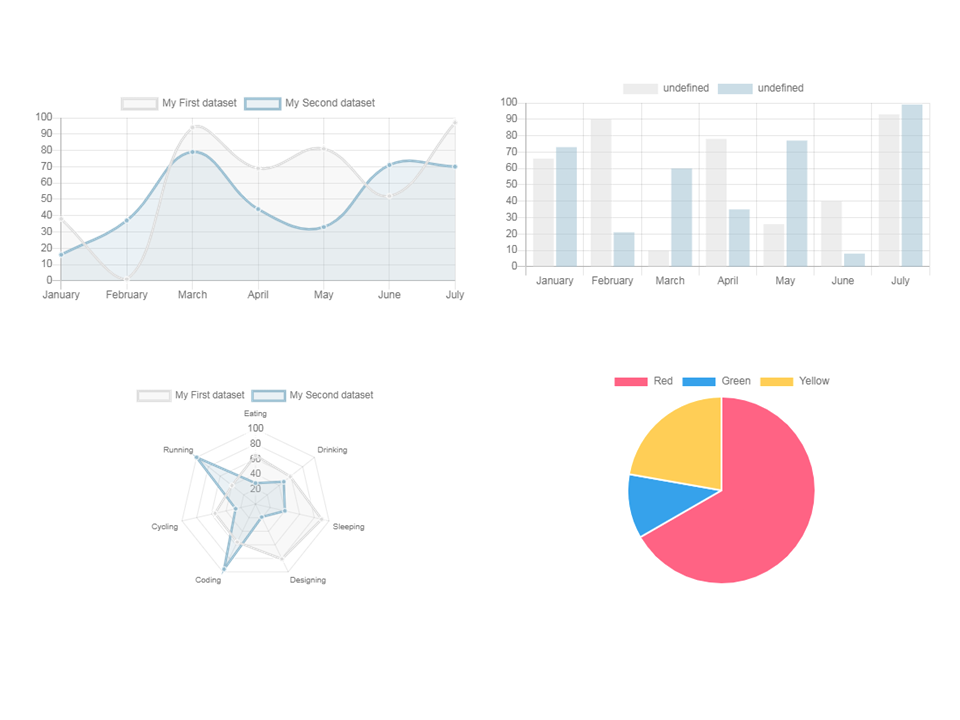 My First dataset My Second dataset
100
90
80
70
60
50
40
30
20
10
0
January February March April May June July
undefined undefined
100
90
80
70
60
50
40
30
20
10
0
January February March April May June July
My First dataset My Second dataset
Eating
100
80
60
40
20
Running Drinking
Cycling Sleeping
Coding Designing
Red Green Yellow